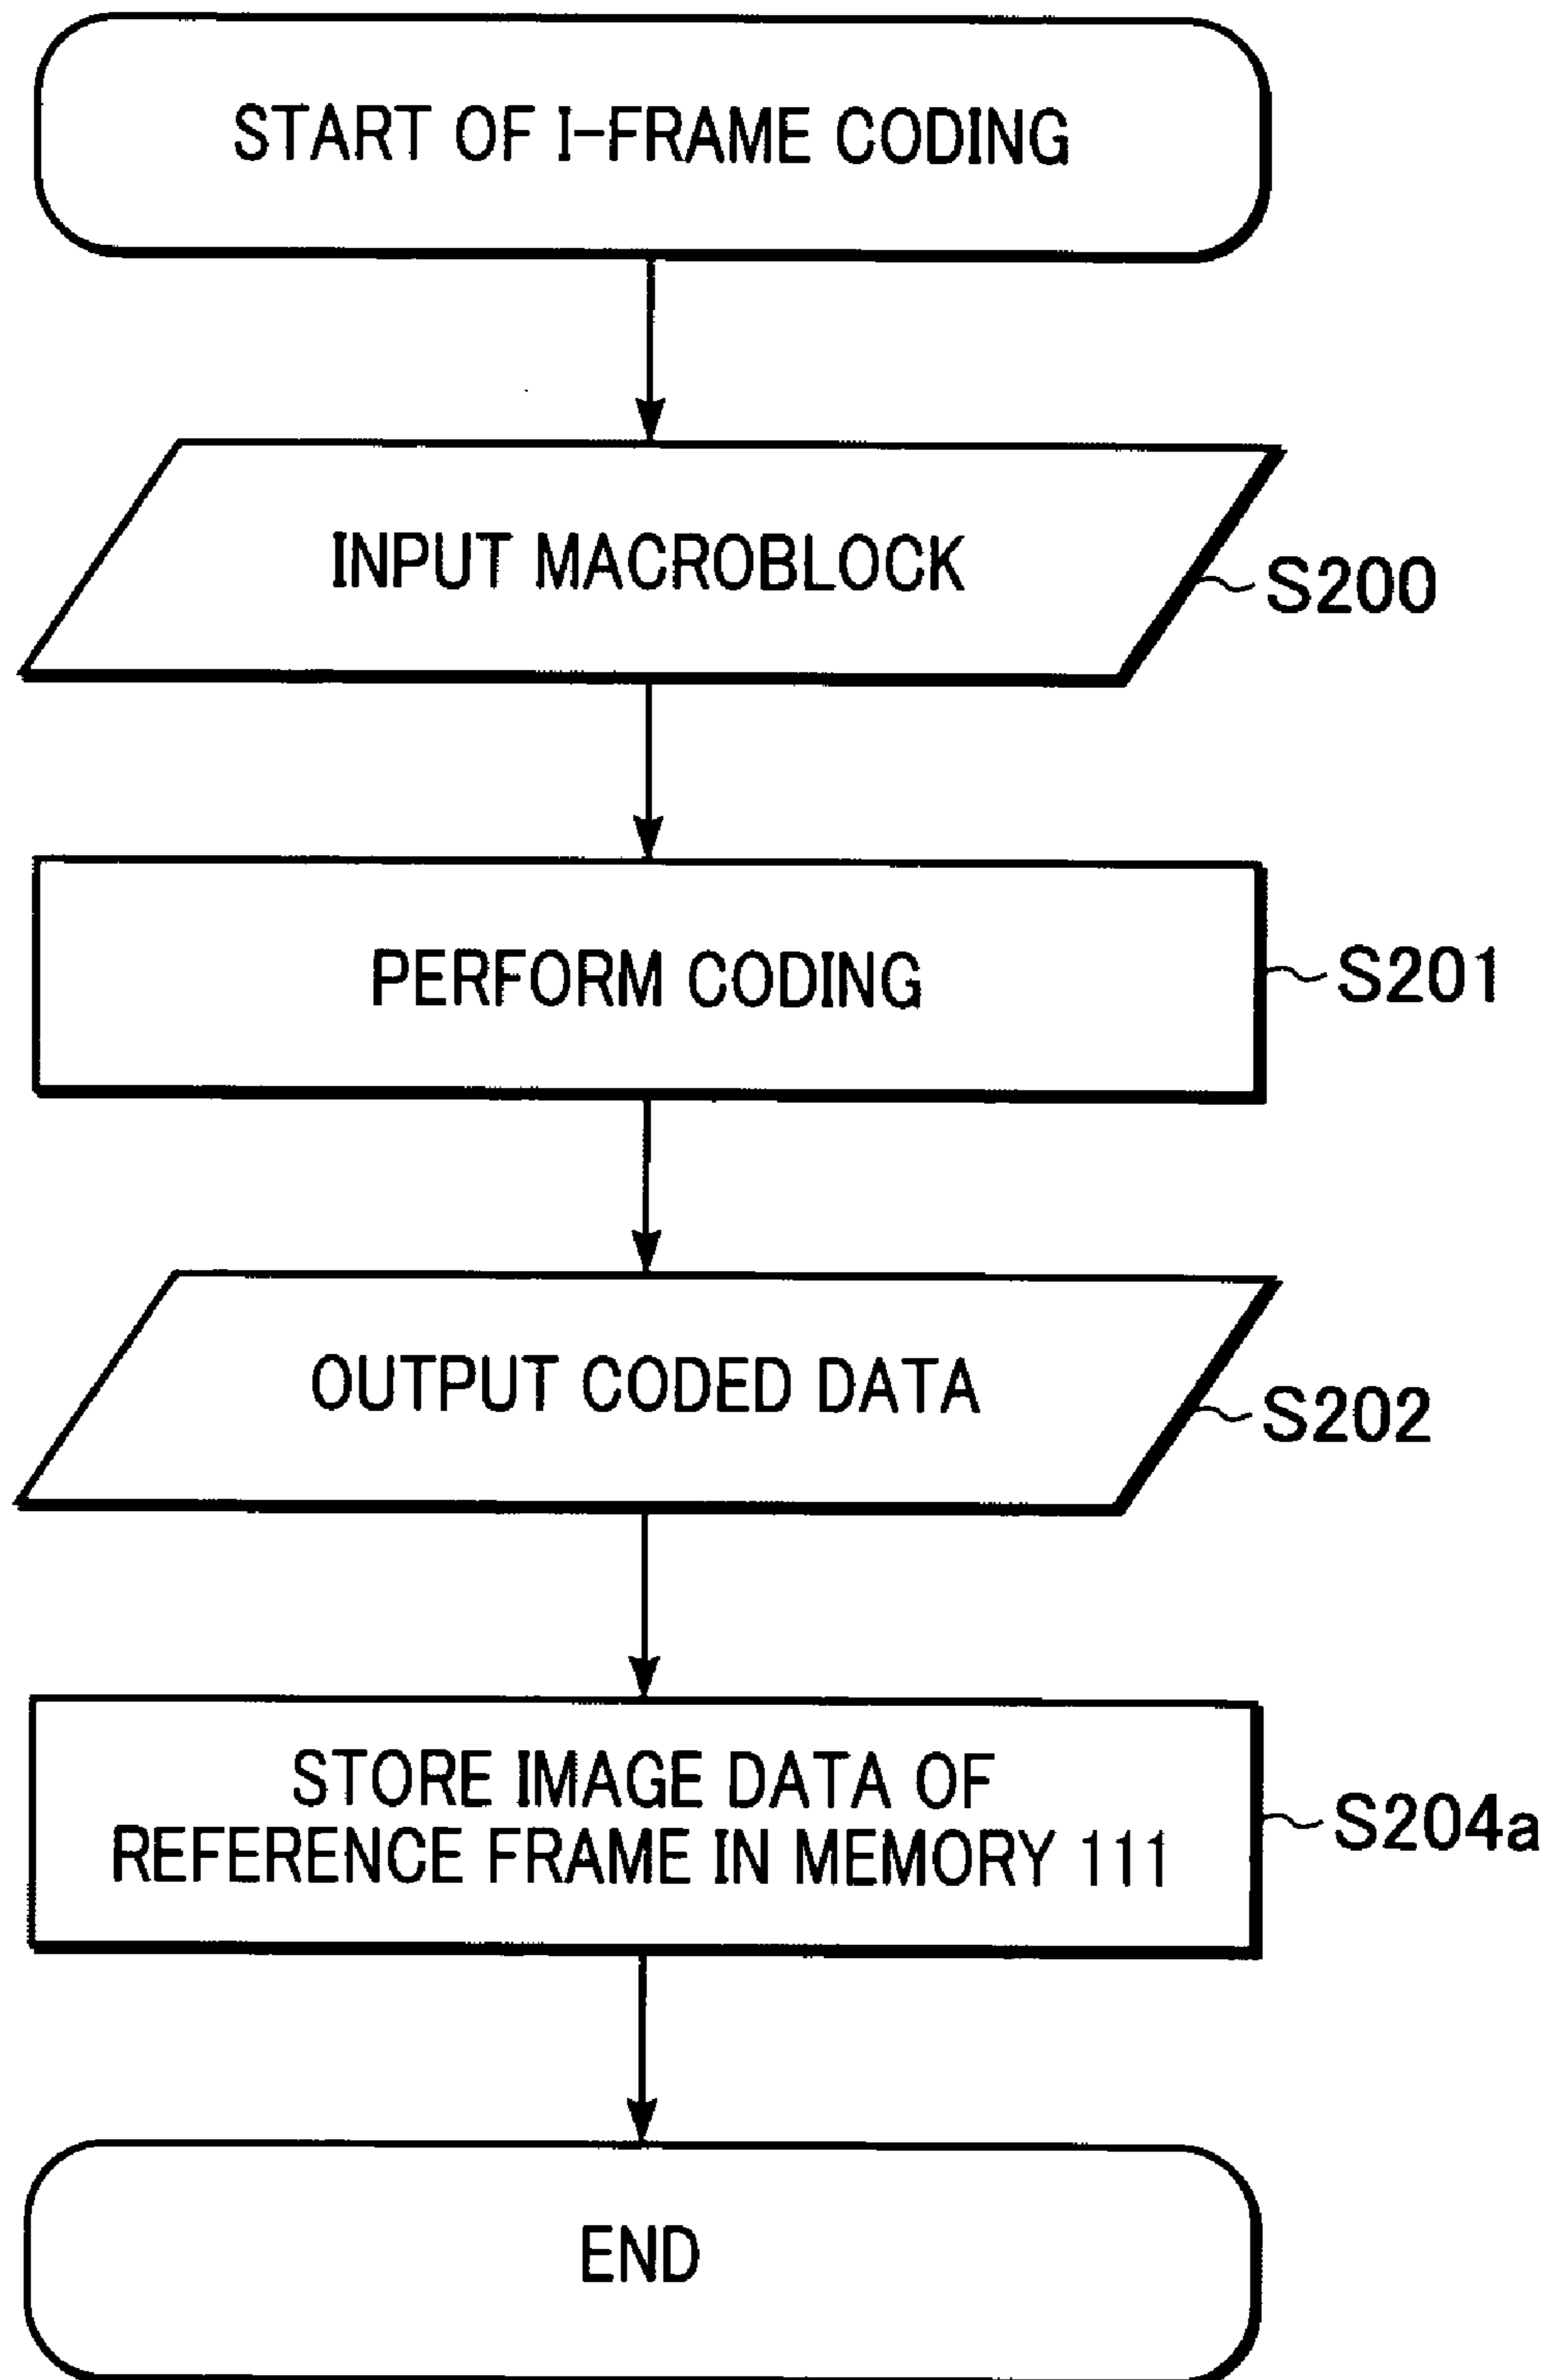 START OF I-FRAME CODING
INPUT MACROBLOCK
S200
PERFORM CODING
S201
OUTPUT CODED DATA
S202
STORE IMAGE DATA OF
REFERENCE FRAME IN MEMORY 111
S204a
END